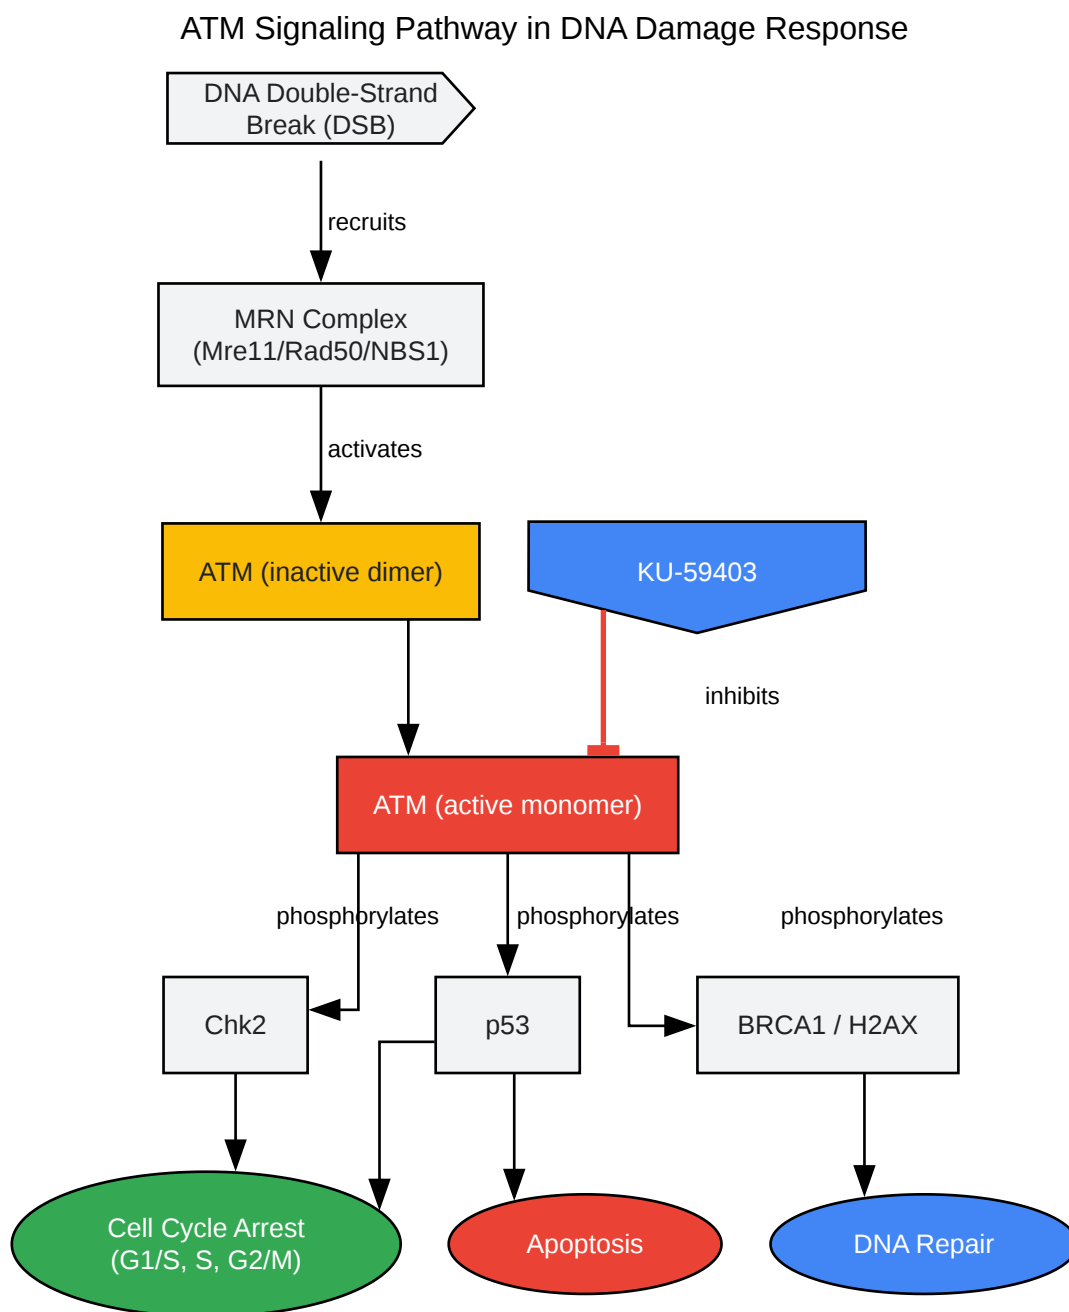 ATM Signaling Pathway in DNA Damage Response
DNA Double-Strand
Break (DSB)
recruits
MRN Complex
(Mre11/Rad50/NBS1)
activates
ATM (inactive dimer)
KU-59403
inhibits
ATM (active monomer)
phosphorylates
phosphorylates
phosphorylates
Chk2
p53
BRCA1 / H2AX
Cell Cycle Arrest
(G1/S, S, G2/M)
Apoptosis
DNA Repair